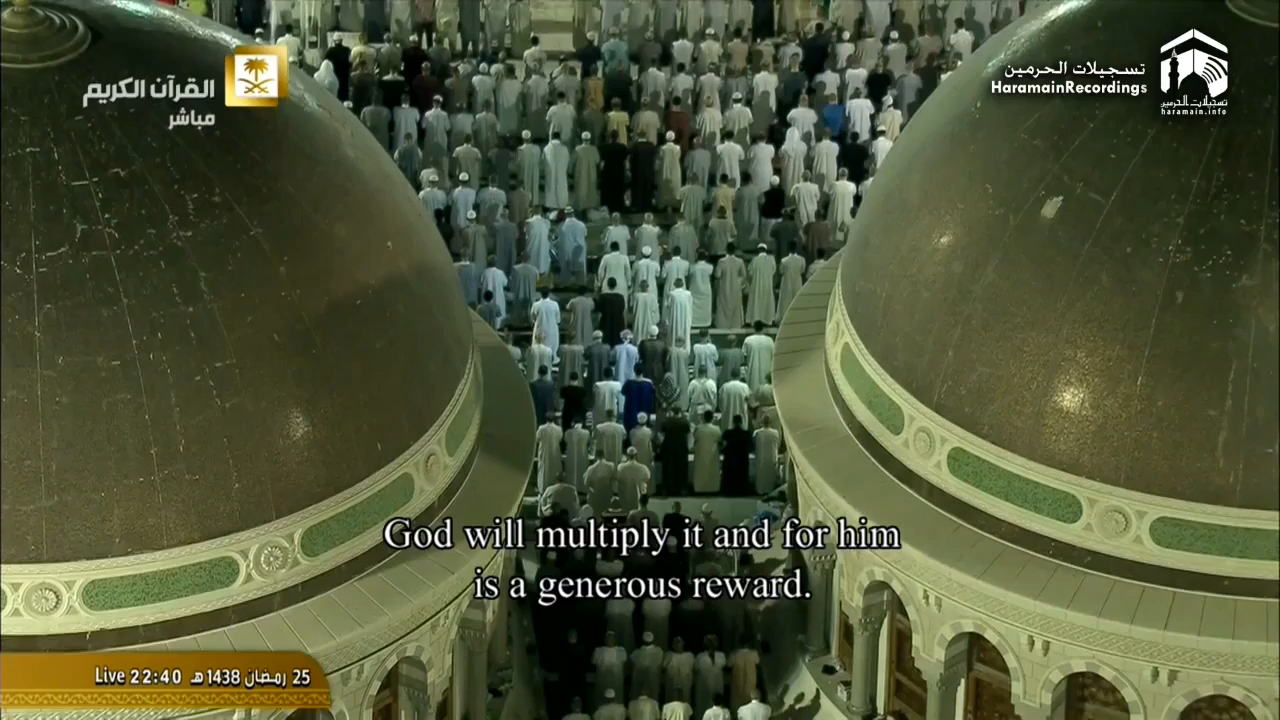 القرآن الكريم
مباشر
تسجيلات الحرمين
HaramainRecordings
تسجيلات الحرمين
haramain.info
God will multiply it and for him
is a generous reward.
25 رمضان 1438هـ Live 22:40